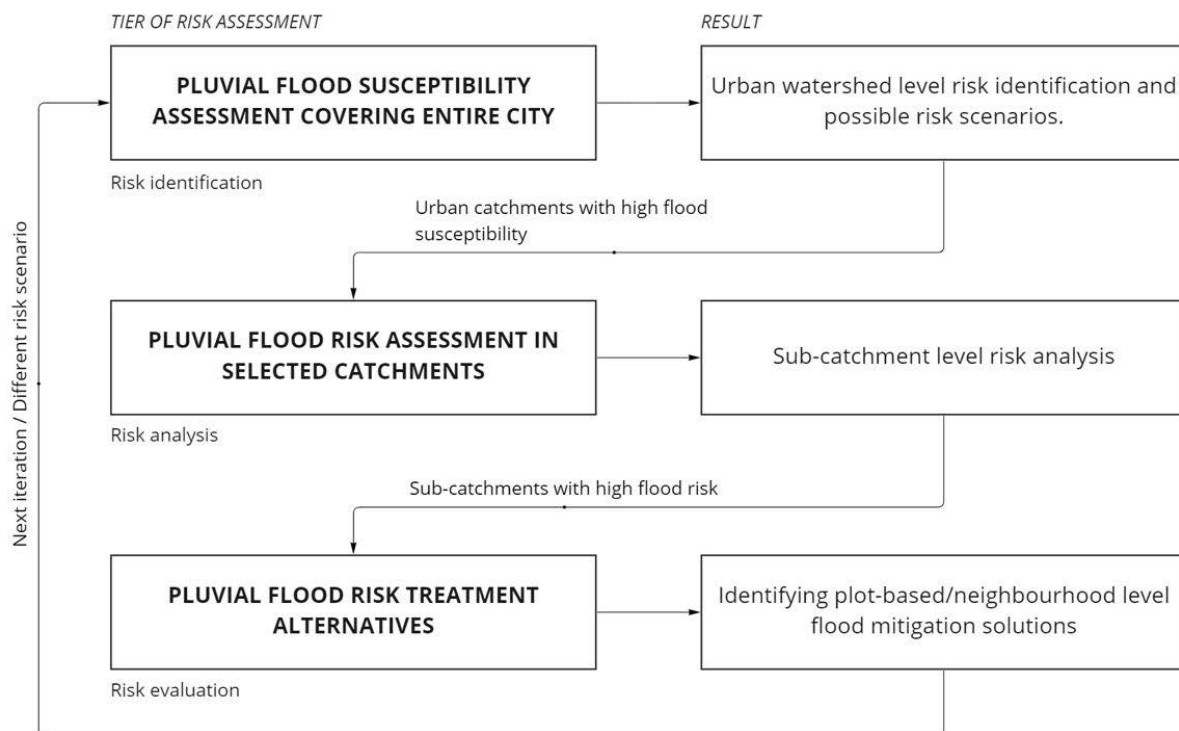 TIER OF RISK ASSESSMENT
RESULT
PLUVIAL FLOOD SUSCEPTIBILITY
ASSESSMENT COVERING ENTIRE CITY
Urban watershed level risk identification and
possible risk scenarios.
Risk identification
Urban catchments with high flood
susceptibility
PLUVIAL FLOOD RISK ASSESSMENT IN
SELECTED CATCHMENTS
Sub-catchment level risk analysis
Risk analysis
Sub-catchments with high flood risk
PLUVIAL FLOOD RISK TREATMENT
ALTERNATIVES
Identifying plot-based/neighbourhood level
flood mitigation solutions
Risk evaluation
Next iteration / Different risk scenario